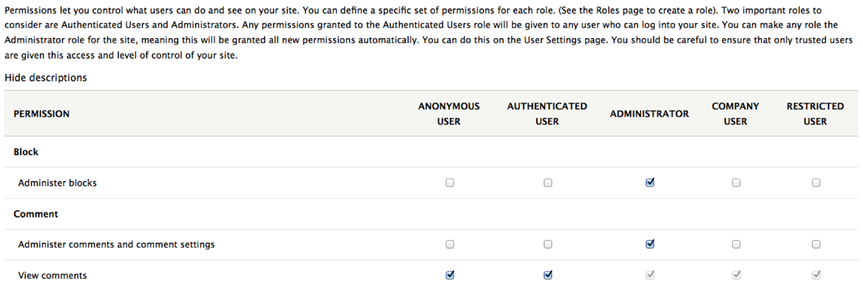 Permissions let you control what users can do and see on your site. You can define a specific set of permissions for each role. (See the Roles page to create a role). Two important roles to
consider are Authenticated Users and Administrators. Any permissions granted to the Authenticated Users role will be given to any user who can log into your site. You can make any role the
Administrator role for the site, meaning this will be granted all new permissions automatically. You can do this on the User Settings page. You should be careful to ensure that only trusted users
are given this access and level of control of your site.
Hide descriptions
PERMISSION ANONYMOUS USER AUTHENTICATED USER ADMINISTRATOR COMPANY USER RESTRICTED USER
Block
Administer blocks
Comment
Administer comments and comment settings
View comments